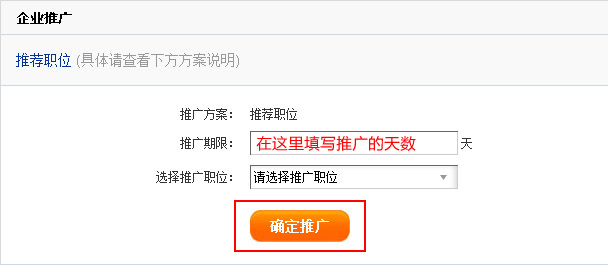 企业推广
推荐职位 (具体请查看下方方案说明)
推广方案： 推荐职位
推广期限： 在这里填写推广的天数 天
选择推广职位： 请选择推广职位
确定推广